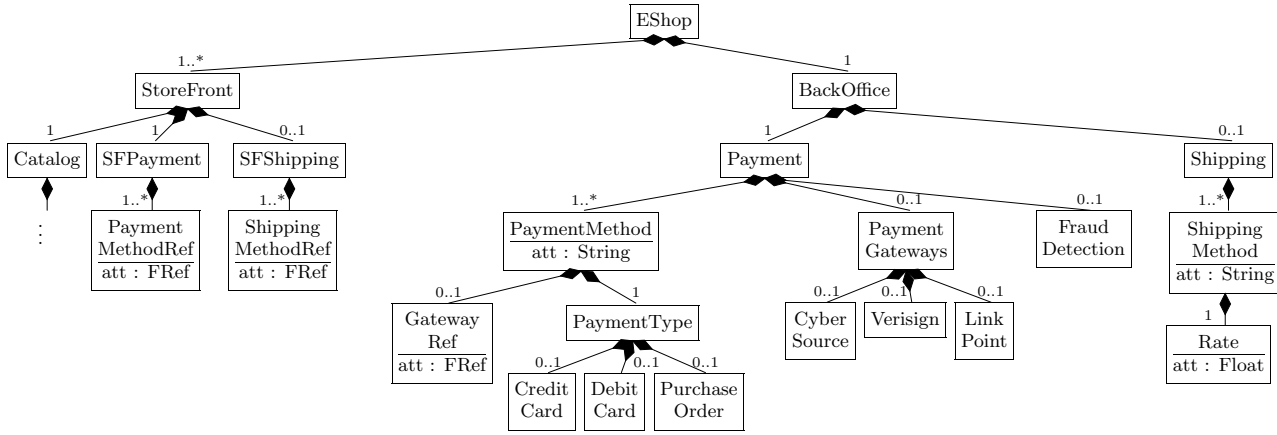 EShop
1..*
1
StoreFront
BackOffice
1
1
0..1
1
0..1
Catalog
SFPayment
SFShipping
Payment
Shipping
1..*
1..*
1..*
0..1
0..1
1..*
⋮
Payment
MethodRef
att : FRef
Shipping
MethodRef
att : FRef
PaymentMethod
att : String
Payment
Gateways
Fraud
Detection
Shipping
Method
att : String
0..1
1
0..1
0..1
0..1
1
Gateway
Ref
att : FRef
PaymentType
Cyber
Source
Verisign
Link
Point
Rate
att : Float
0..1
0..1
0..1
Credit
Card
Debit
Card
Purchase
Order